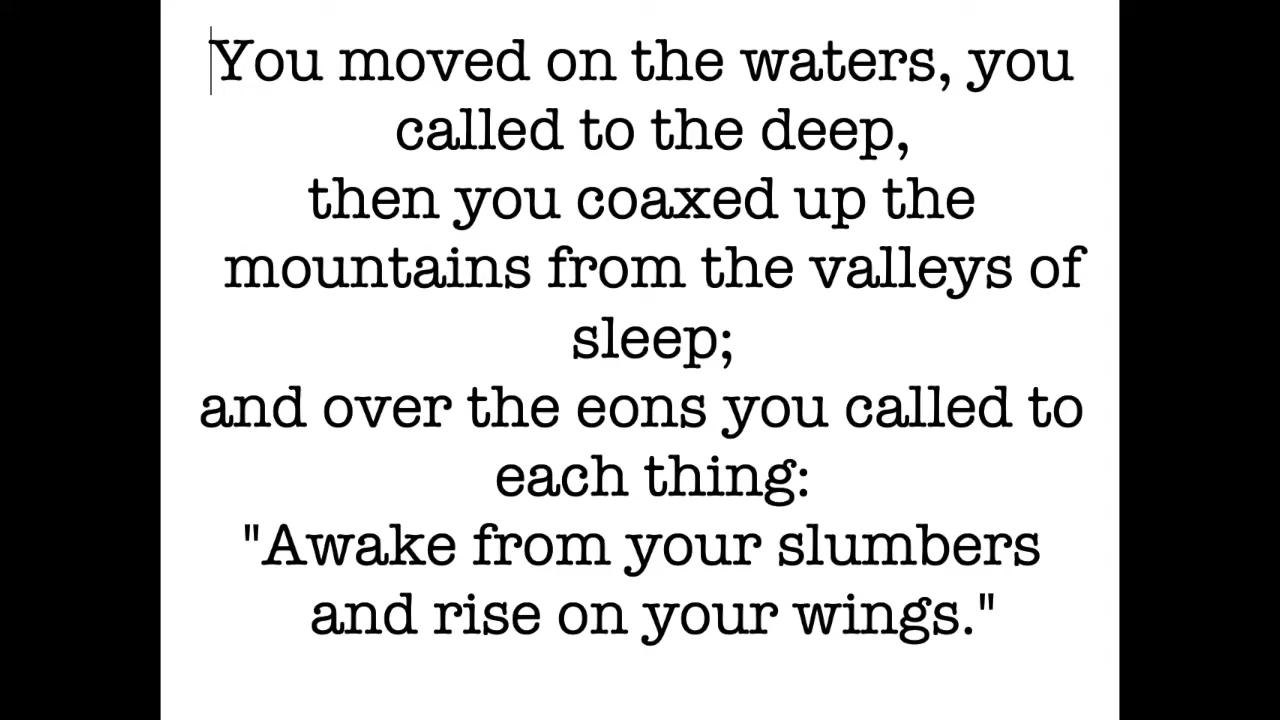 You moved on the waters, you
called to the deep,
then you coaxed up the
mountains from the valleys of
sleep;
and over the eons you called to
each thing:
"Awake from your slumbers
and rise on your wings."